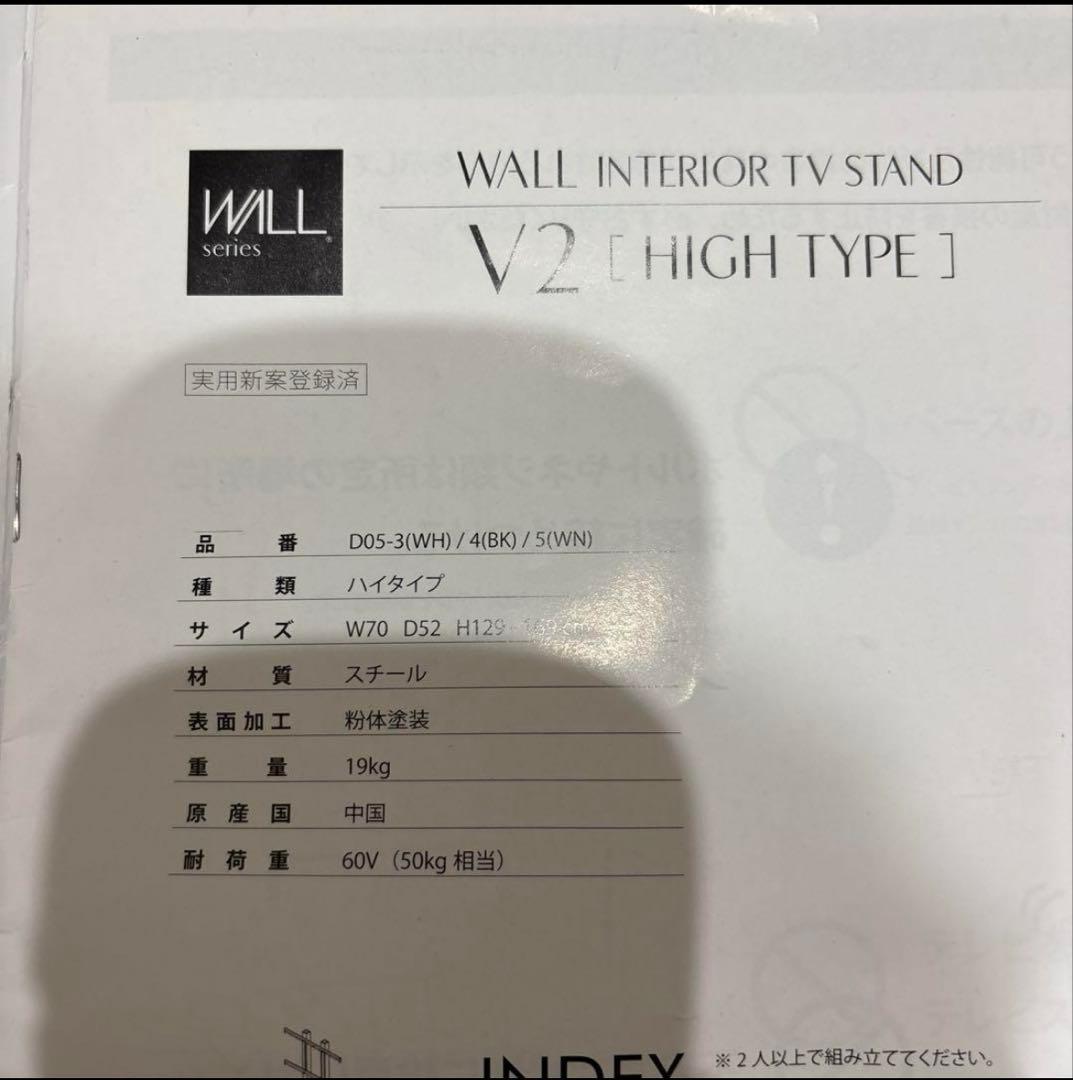 WALL
series
WALL INTERIOR TV STAND
V2 [ HIGH TYPE ]
実用新案登録済
品番 D05-3(WH) / 4(BK) / 5(WN)
種類 ハイタイプ
サイズ W70 D52 H129
材質 スチール
表面加工 粉体塗装
重量 19kg
原産国 中国
耐荷重 60V（50kg 相当）
INDEX
※ 2 人以上で組み立ててください。